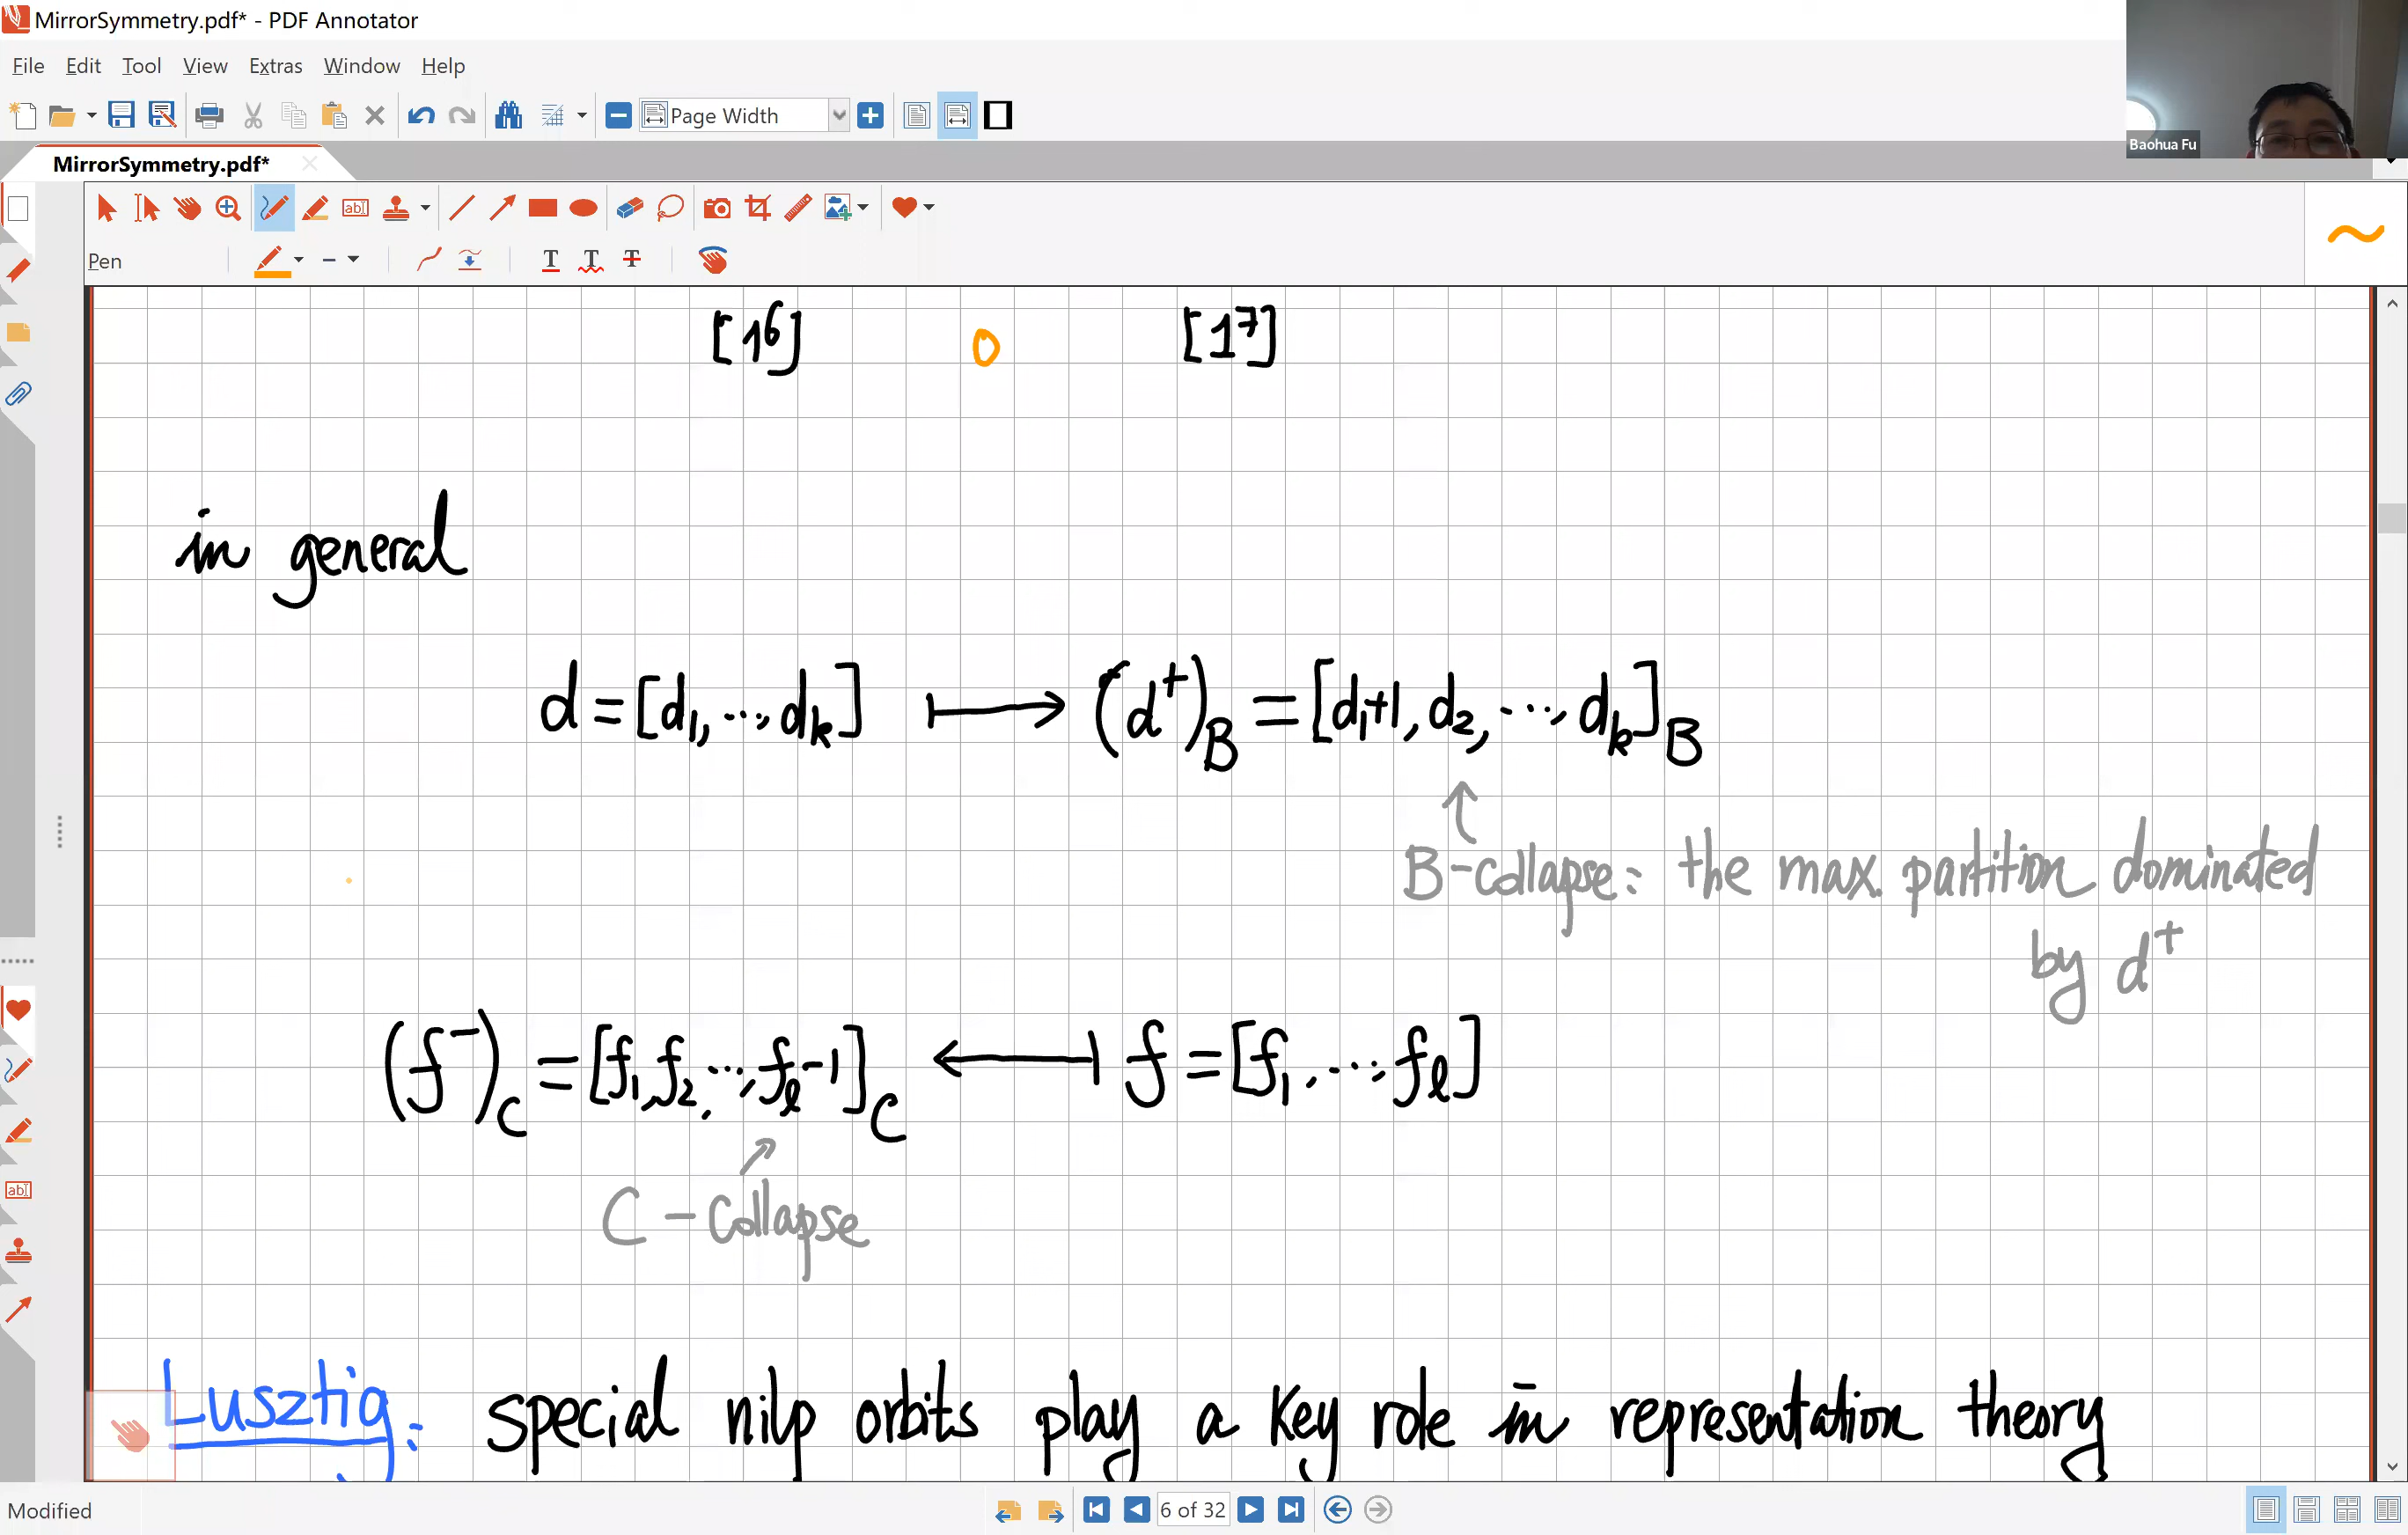 MirrorSymmetry.pdf* - PDF Annotator
File Edit Tool View Extras Window Help
Page Width
Baohua Fu
MirrorSymmetry.pdf*
Pen
[1⁶] 0 [1⁷]
in general
d = [d₁, ..., dₖ] ⟼ (d⁺)_B = [d₁+1, d₂, ..., dₖ]_B
↑
B-collapse: the max. partition dominated
by d⁺
(f⁻)_C = [f₁, f₂, ..., f_ℓ-1]_C ⟻ f = [f₁, ..., f_ℓ]
↗
C-collapse
Lusztig: special nilp orbits play a key role in representation theory
Modified
6 of 32